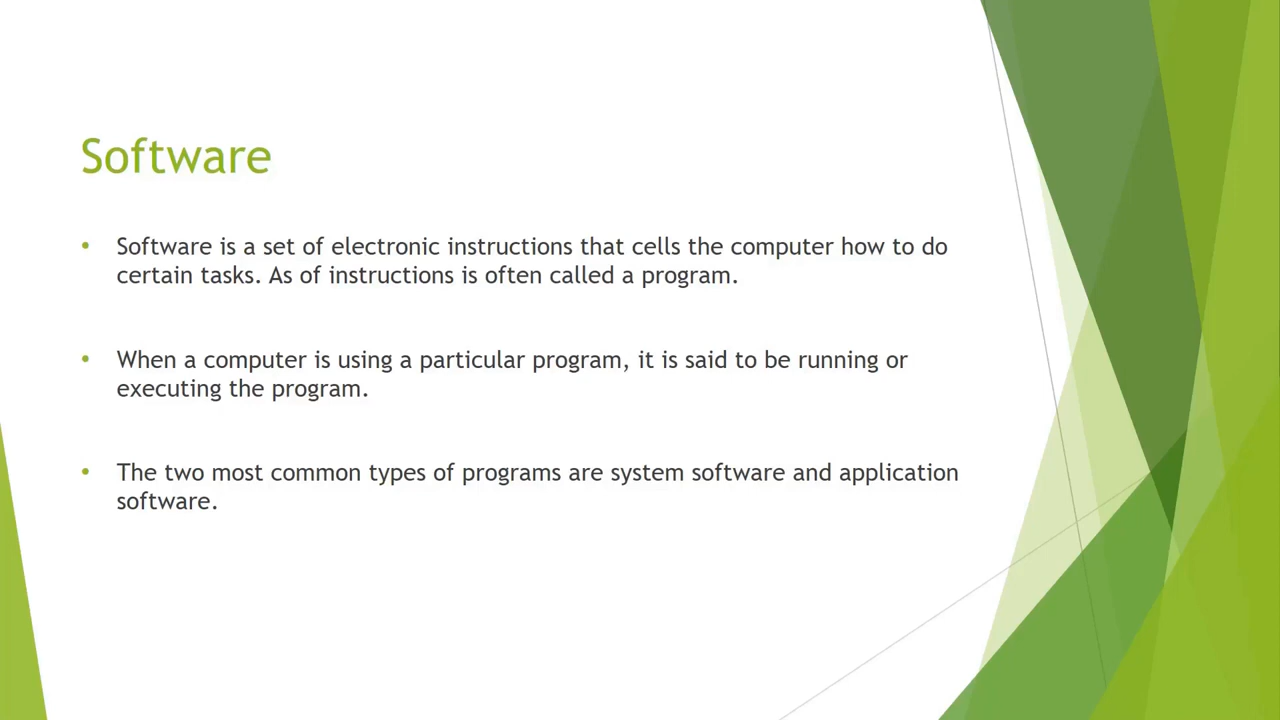 Software
• Software is a set of electronic instructions that cells the computer how to do
certain tasks. As of instructions is often called a program.
• When a computer is using a particular program, it is said to be running or
executing the program.
• The two most common types of programs are system software and application
software.